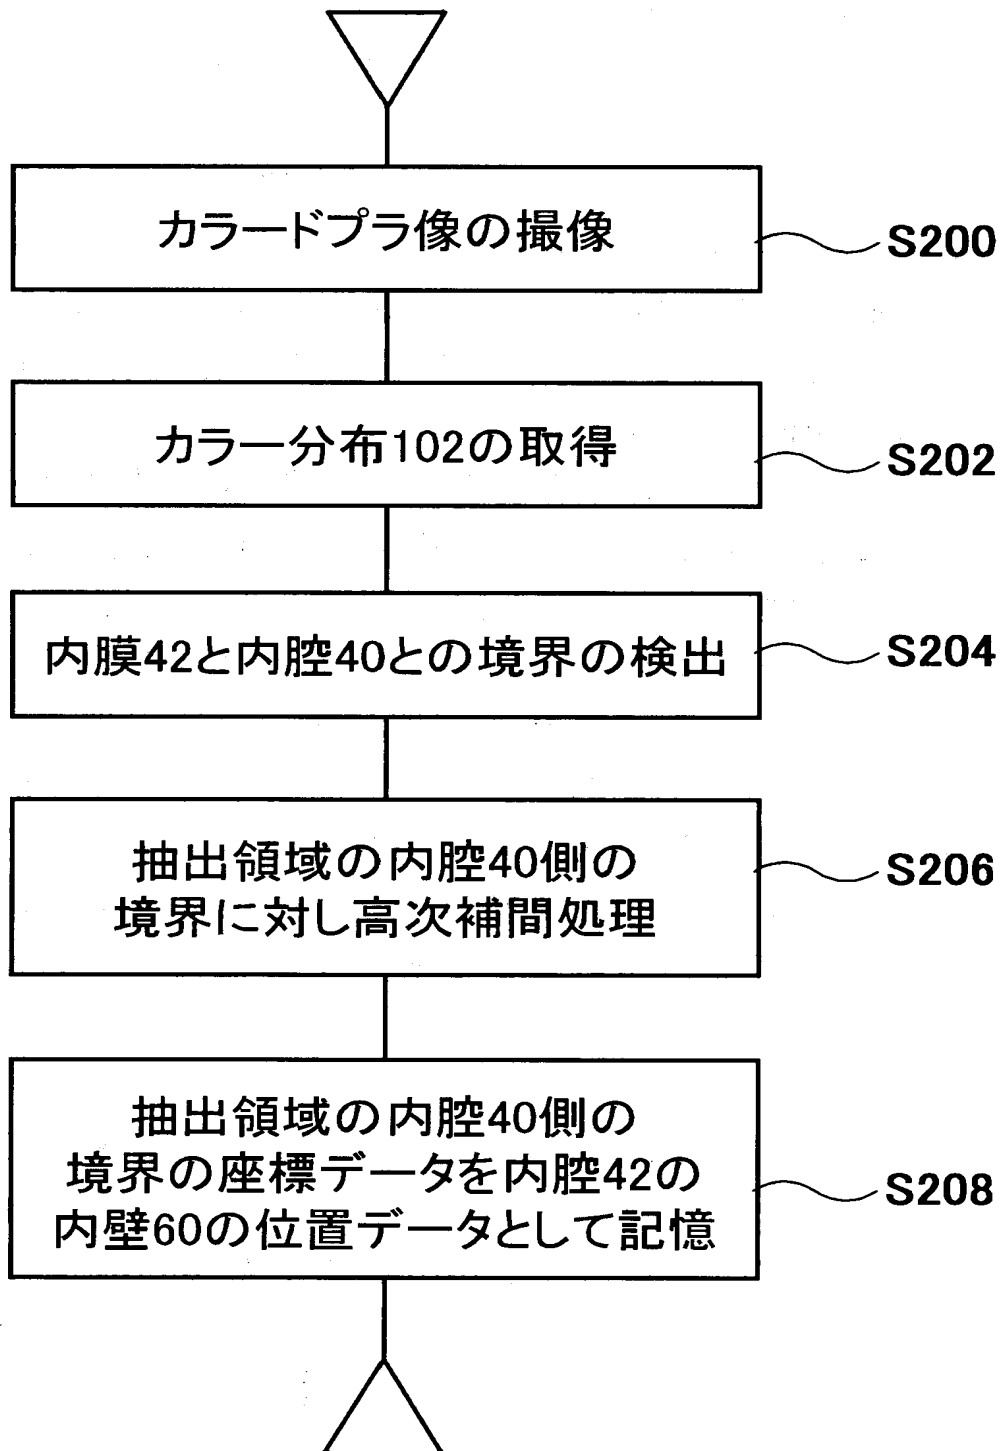 カラードプラ像の撮像
S200
カラー分布102の取得
S202
内膜42と内腔40との境界の検出
S204
抽出領域の内腔40側の
境界に対し高次補間処理
S206
抽出領域の内腔40側の
境界の座標データを内腔42の
内壁60の位置データとして記憶
S208